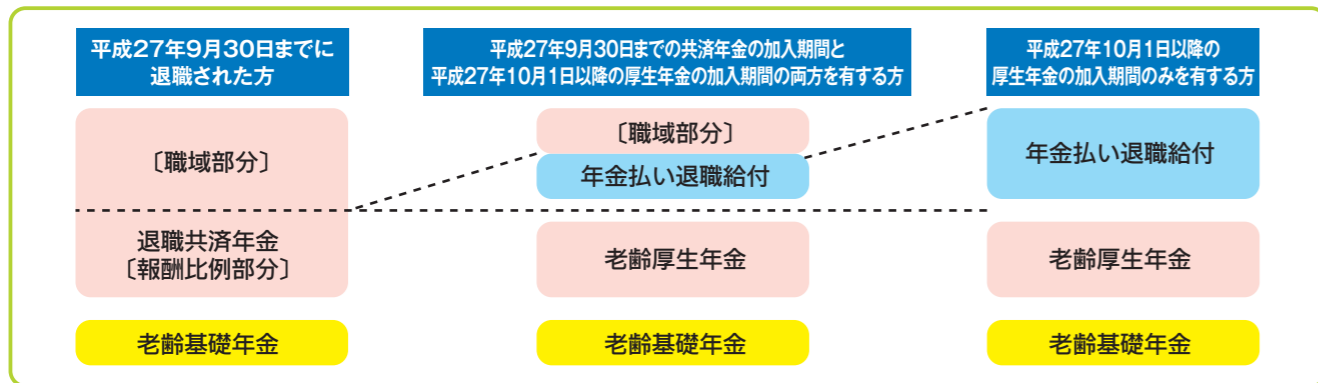 平成27年9月30日までに
退職された方
〔職域部分〕
退職共済年金
〔報酬比例部分〕
老齢基礎年金
平成27年9月30日までの共済年金の加入期間と
平成27年10月1日以降の厚生年金の加入期間の両方を有する方
〔職域部分〕
年金払い退職給付
老齢厚生年金
老齢基礎年金
平成27年10月1日以降の
厚生年金の加入期間のみを有する方
年金払い退職給付
老齢厚生年金
老齢基礎年金